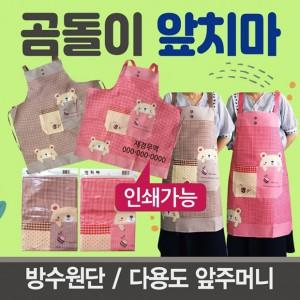 곰돌이 앞치마
새경무역
000-000-0000
인쇄가능
방수원단 / 다용도 앞주머니